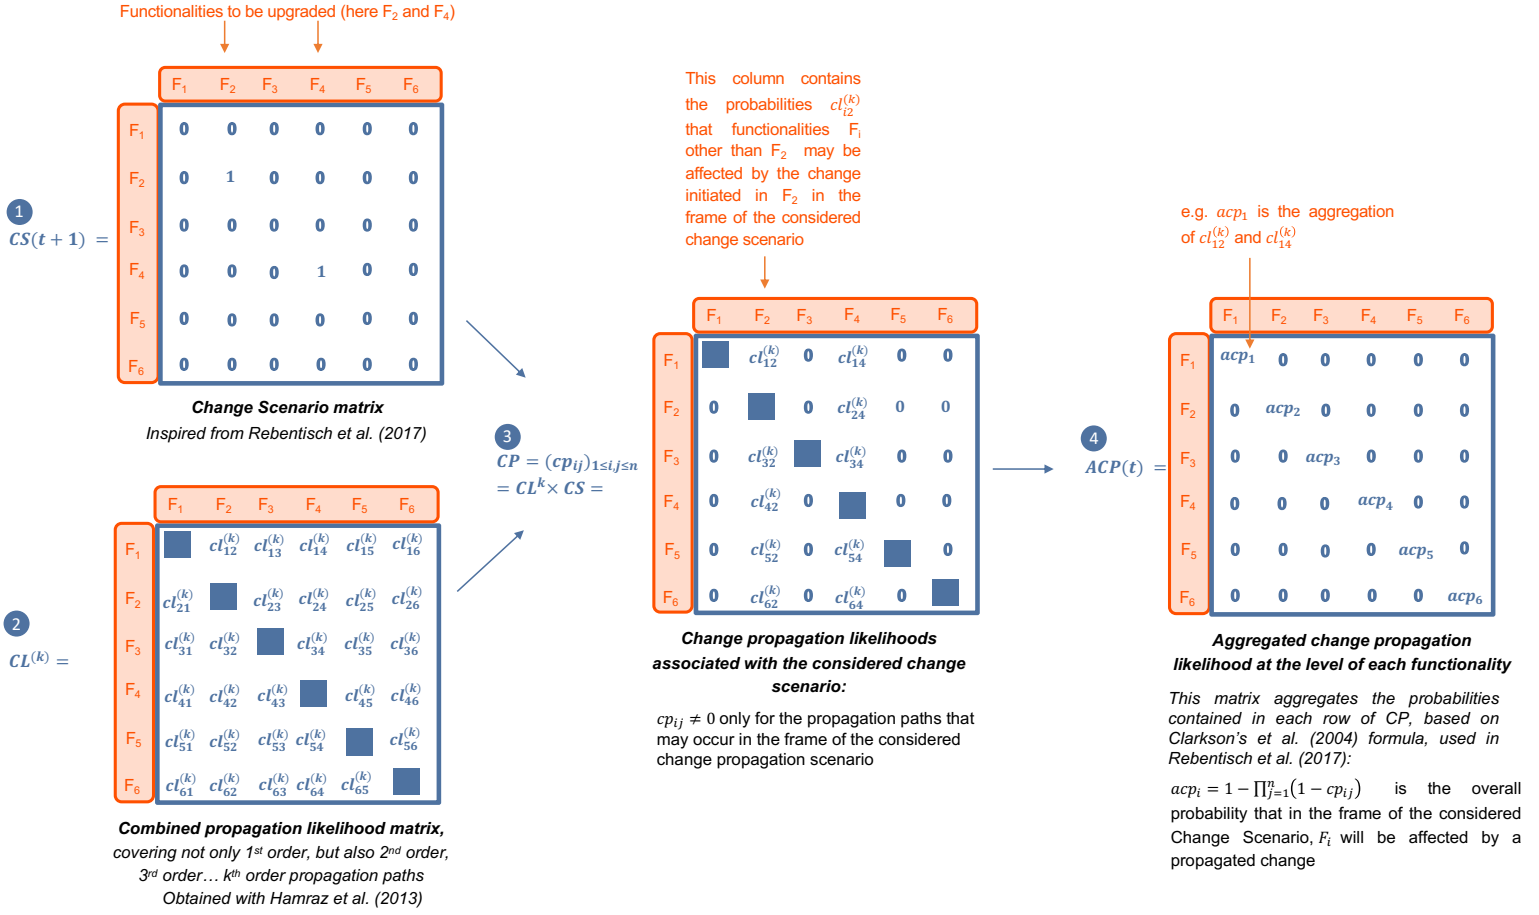 Functionalities to be upgraded (here F₂ and F₄)
F₁ F₂ F₃ F₄ F₅ F₆
F₁ 0 0 0 0 0 0
F₂ 0 1 0 0 0 0
F₃ 0 0 0 0 0 0
F₄ 0 0 0 1 0 0
F₅ 0 0 0 0 0 0
F₆ 0 0 0 0 0 0
1
CS(t + 1) =
Change Scenario matrix
Inspired from Rebentisch et al. (2017)
F₁ F₂ F₃ F₄ F₅ F₆
F₁ cl₁₂^(k) cl₁₃^(k) cl₁₄^(k) cl₁₅^(k) cl₁₆^(k)
F₂ cl₂₁^(k) cl₂₃^(k) cl₂₄^(k) cl₂₅^(k) cl₂₆^(k)
F₃ cl₃₁^(k) cl₃₂^(k) cl₃₄^(k) cl₃₅^(k) cl₃₆^(k)
F₄ cl₄₁^(k) cl₄₂^(k) cl₄₃^(k) cl₄₅^(k) cl₄₆^(k)
F₅ cl₅₁^(k) cl₅₂^(k) cl₅₃^(k) cl₅₄^(k) cl₅₆^(k)
F₆ cl₆₁^(k) cl₆₂^(k) cl₆₃^(k) cl₆₄^(k) cl₆₅^(k)
2
CL^(k) =
Combined propagation likelihood matrix,
covering not only 1st order, but also 2nd order,
3rd order… kth order propagation paths
Obtained with Hamraz et al. (2013)
3
CP = (cp_ij)_1≤i,j≤n
= CL^k × CS =
This column contains
the probabilities cl_i2^(k)
that functionalities F_i
other than F₂ may be
affected by the change
initiated in F₂ in the
frame of the considered
change scenario
F₁ F₂ F₃ F₄ F₅ F₆
F₁ cl₁₂^(k) 0 cl₁₄^(k) 0 0
F₂ 0 0 cl₂₄^(k) 0 0
F₃ 0 cl₃₂^(k) cl₃₄^(k) 0 0
F₄ 0 cl₄₂^(k) 0 0 0
F₅ 0 cl₅₂^(k) 0 cl₅₄^(k) 0
F₆ 0 cl₆₂^(k) 0 cl₆₄^(k) 0
Change propagation likelihoods
associated with the considered change
scenario:
cp_ij ≠ 0 only for the propagation paths that
may occur in the frame of the considered
change propagation scenario
4
ACP(t) =
e.g. acp₁ is the aggregation
of cl₁₂^(k) and cl₁₄^(k)
F₁ F₂ F₃ F₄ F₅ F₆
F₁ acp₁ 0 0 0 0 0
F₂ 0 acp₂ 0 0 0 0
F₃ 0 0 acp₃ 0 0 0
F₄ 0 0 0 acp₄ 0 0
F₅ 0 0 0 0 acp₅ 0
F₆ 0 0 0 0 0 acp₆
Aggregated change propagation
likelihood at the level of each functionality
This matrix aggregates the probabilities
contained in each row of CP, based on
Clarkson's et al. (2004) formula, used in
Rebentisch et al. (2017):
acp_i = 1 − ∏_{j=1}^n (1 − cp_ij) is the overall
probability that in the frame of the considered
Change Scenario, F_i will be affected by a
propagated change